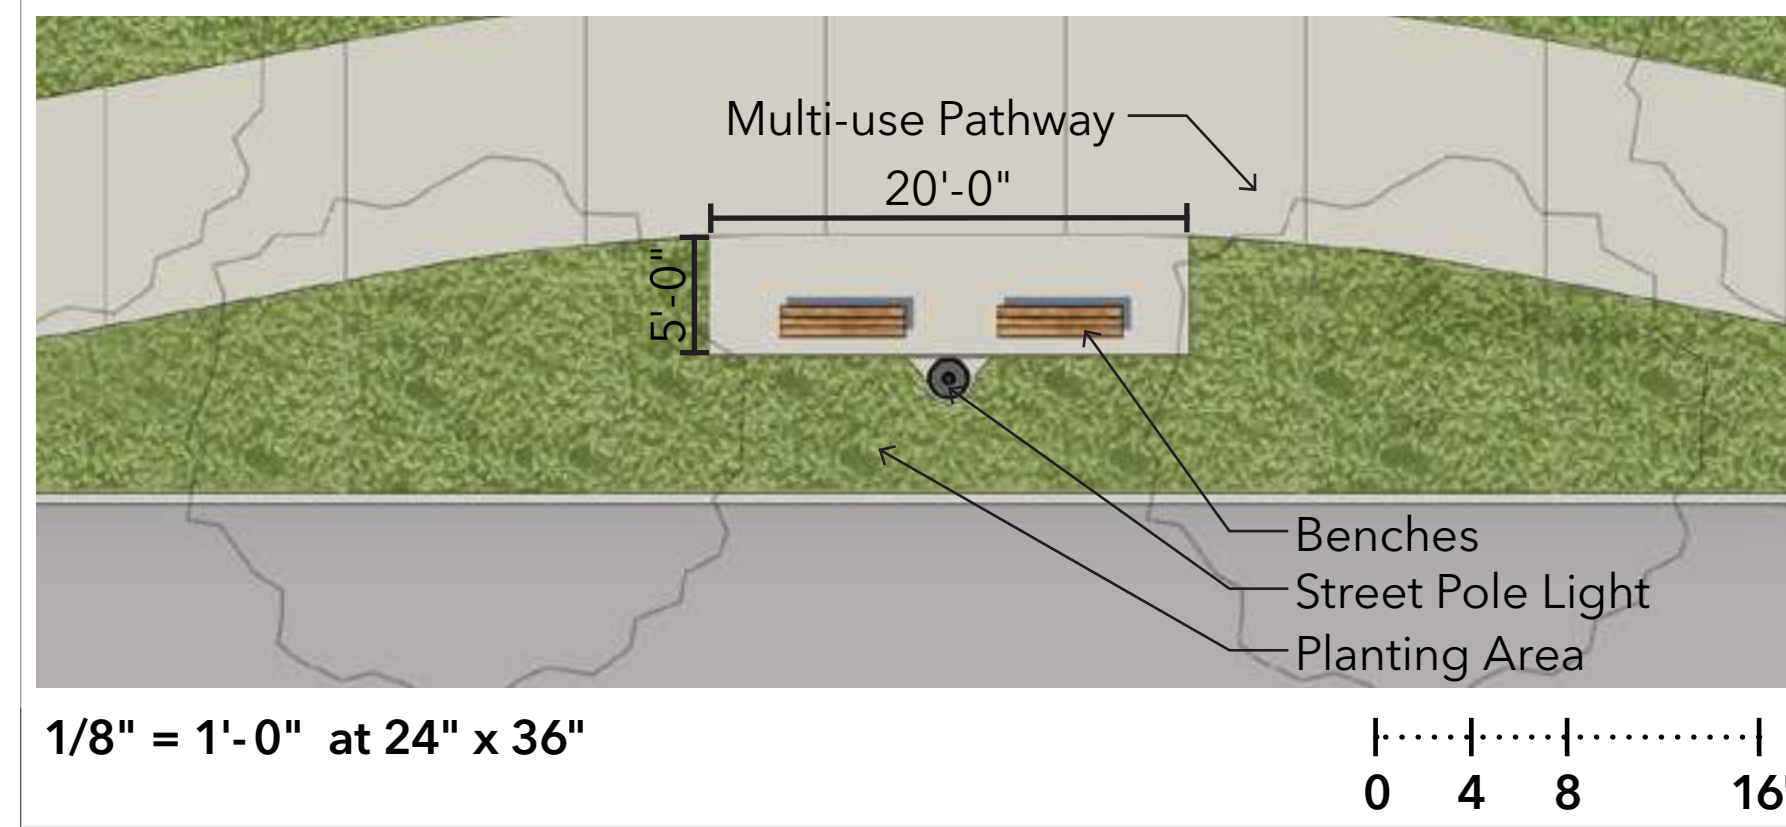 Multi-use Pathway
20'-0"
5'-0"
Benches
Street Pole Light
Planting Area
1/8" = 1'-0" at 24" x 36"
0 4 8 16'